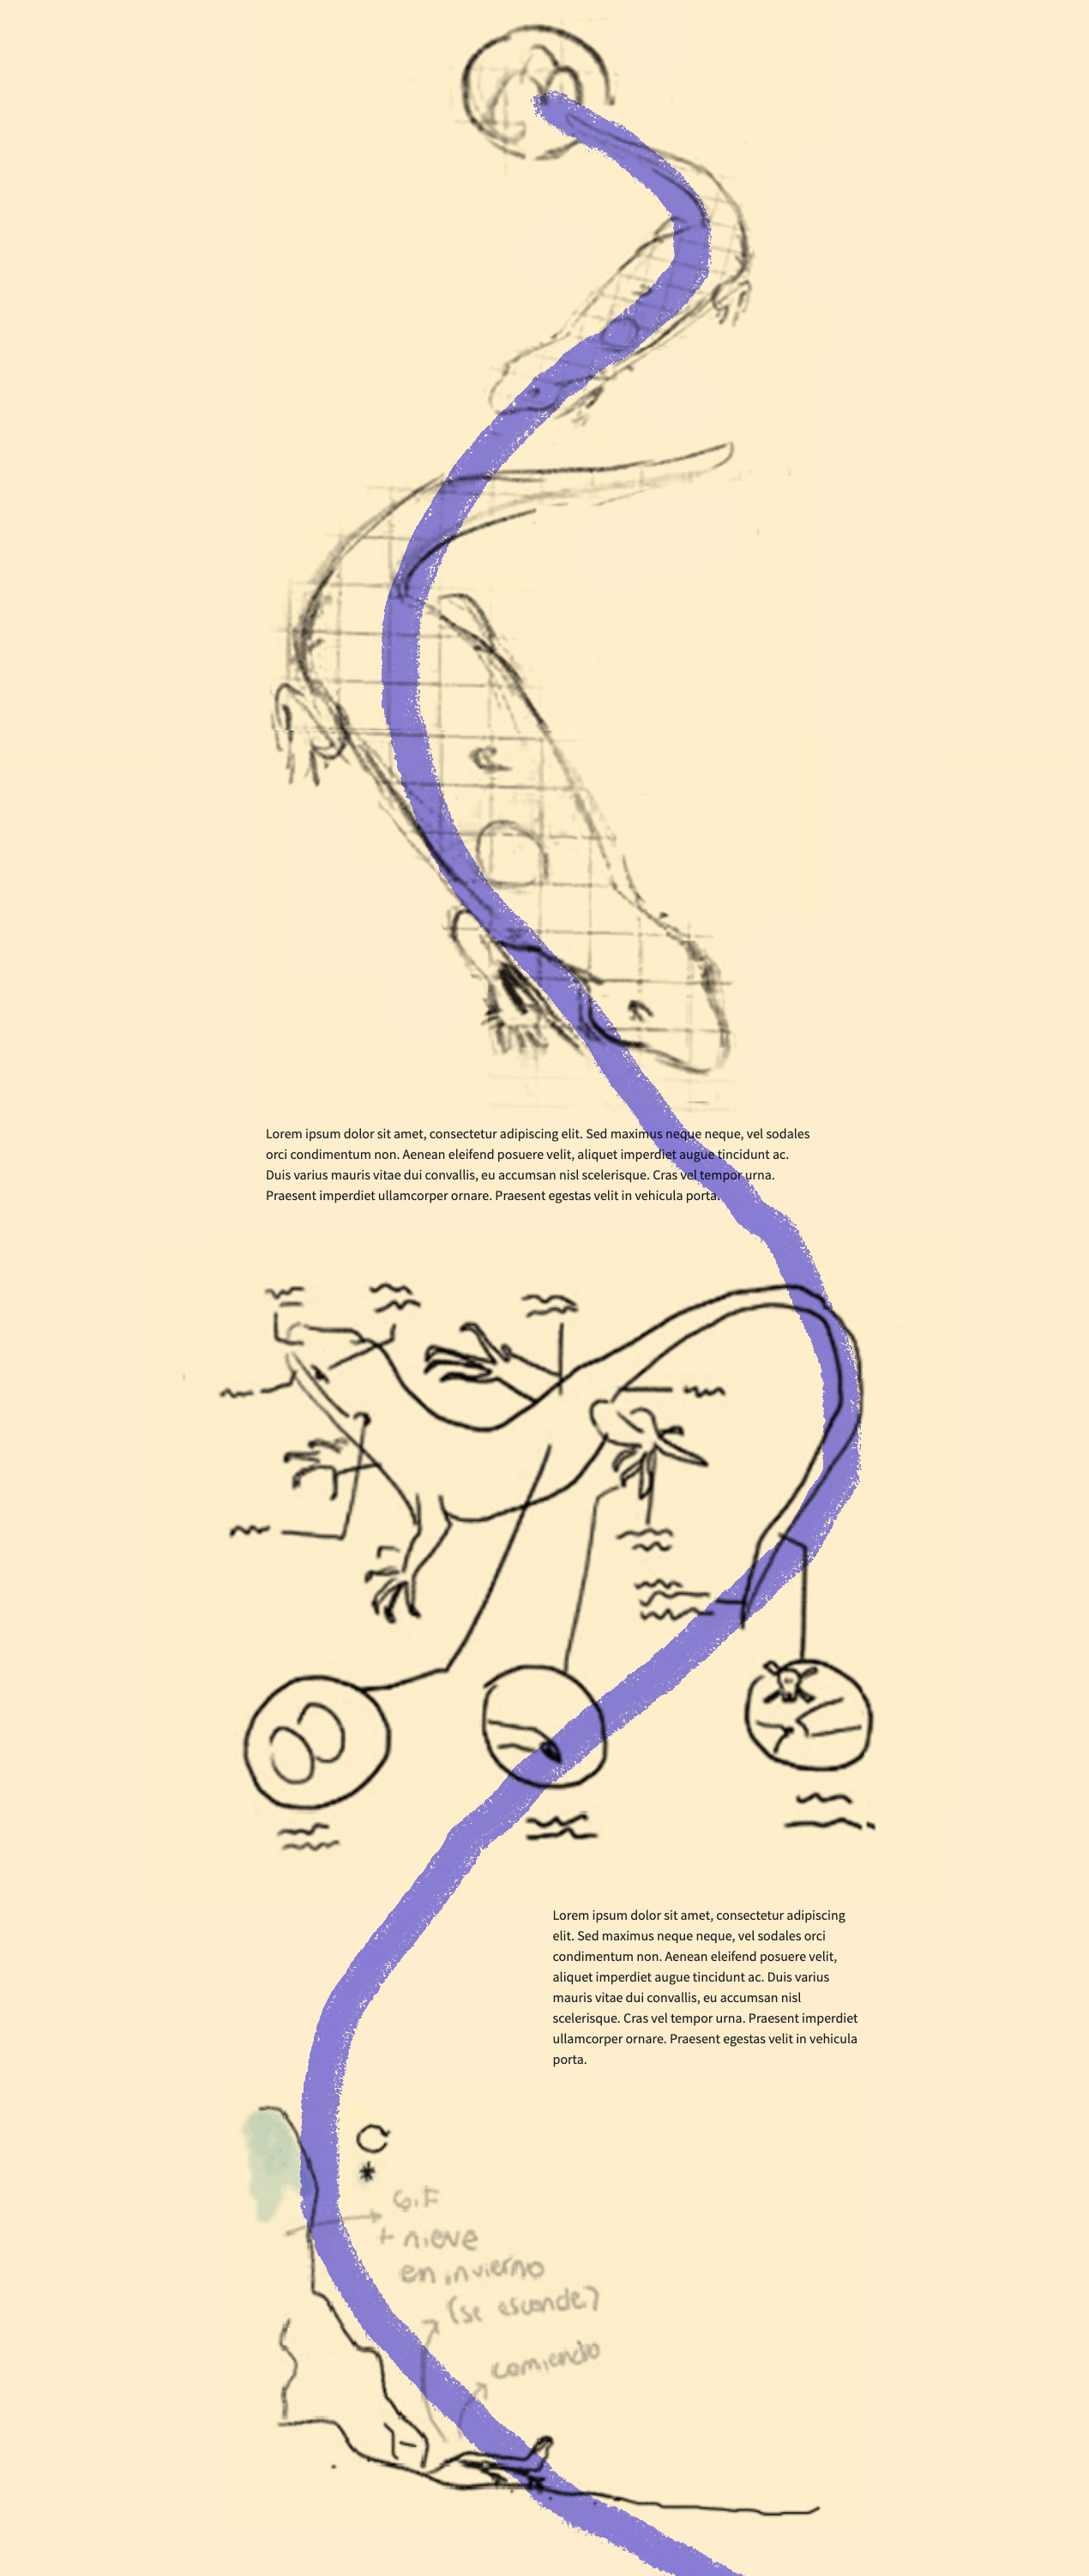 Lorem ipsum dolor sit amet, consectetur adipiscing elit. Sed maximus neque neque, vel sodales
orci condimentum non. Aenean eleifend posuere velit, aliquet imperdiet augue tincidunt ac.
Duis varius mauris vitae dui convallis, eu accumsan nisl scelerisque. Cras vel tempor urna.
Praesent imperdiet ullamcorper ornare. Praesent egestas velit in vehicula porta.
Lorem ipsum dolor sit amet, consectetur adipiscing
elit. Sed maximus neque neque, vel sodales orci
condimentum non. Aenean eleifend posuere velit,
aliquet imperdiet augue tincidunt ac. Duis varius
mauris vitae dui convallis, eu accumsan nisl
scelerisque. Cras vel tempor urna. Praesent imperdiet
ullamcorper ornare. Praesent egestas velit in vehicula
porta.
*
GiF
+ nieve
en invierno
(se esconde)
comiendo